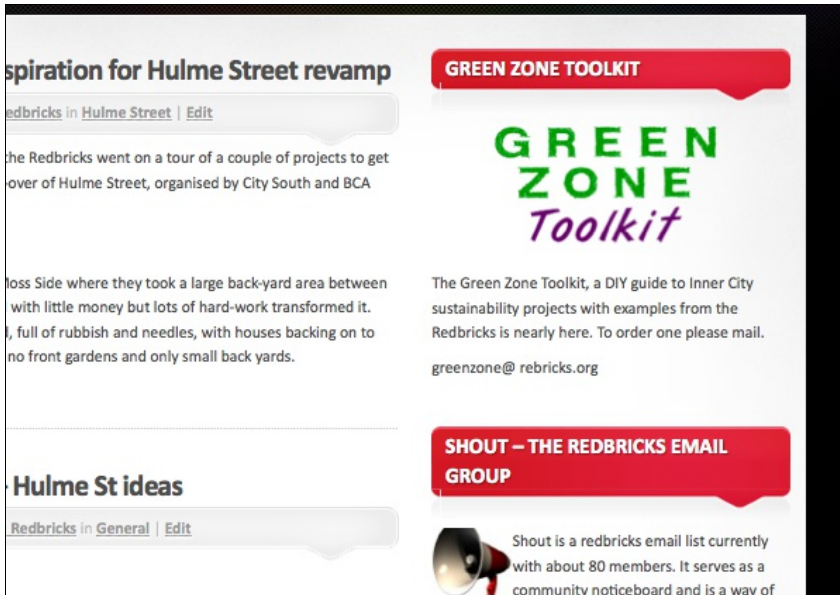 spiration for Hulme Street revamp
edbricks in Hulme Street | Edit
the Redbricks went on a tour of a couple of projects to get
-over of Hulme Street, organised by City South and BCA
Moss Side where they took a large back-yard area between
with little money but lots of hard-work transformed it.
l, full of rubbish and needles, with houses backing on to
no front gardens and only small back yards.
- Hulme St ideas
Redbricks in General | Edit
GREEN ZONE TOOLKIT
GREEN
ZONE
Toolkit
The Green Zone Toolkit, a DIY guide to Inner City
sustainability projects with examples from the
Redbricks is nearly here. To order one please mail.
greenzone@ rebricks.org
SHOUT – THE REDBRICKS EMAIL
GROUP
Shout is a redbricks email list currently
with about 80 members. It serves as a
community noticeboard and is a way of